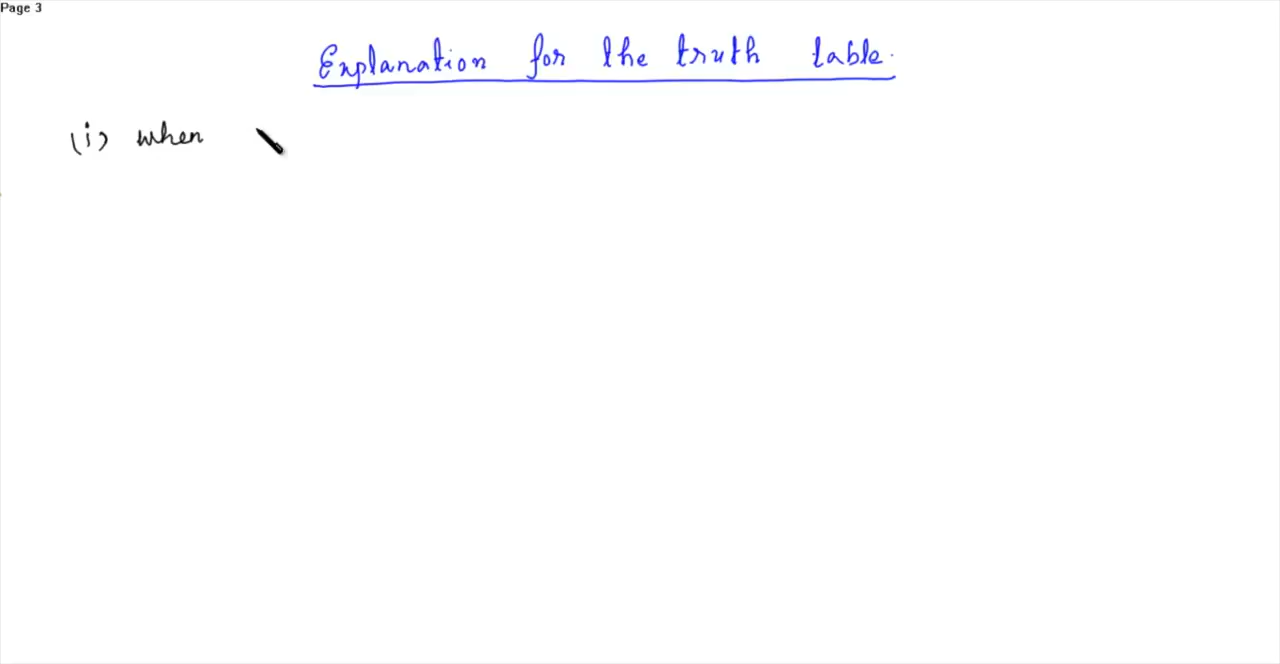 Page 3
Explanation for the truth table.
(i) when